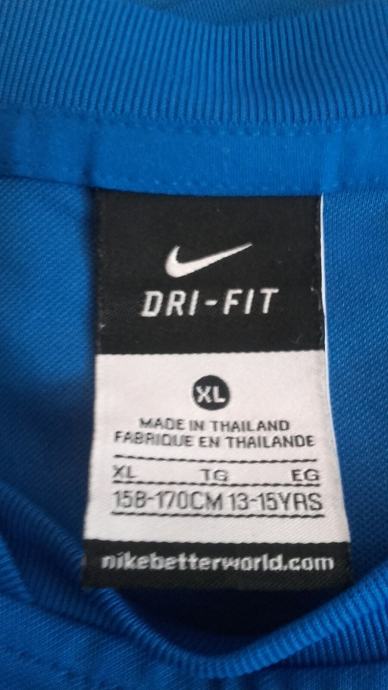 DRI-FIT
XL
MADE IN THAILAND
FABRIQUE EN THAILANDE
XL TG EG
158-170CM 13-15YRS
nikebetterworld.com